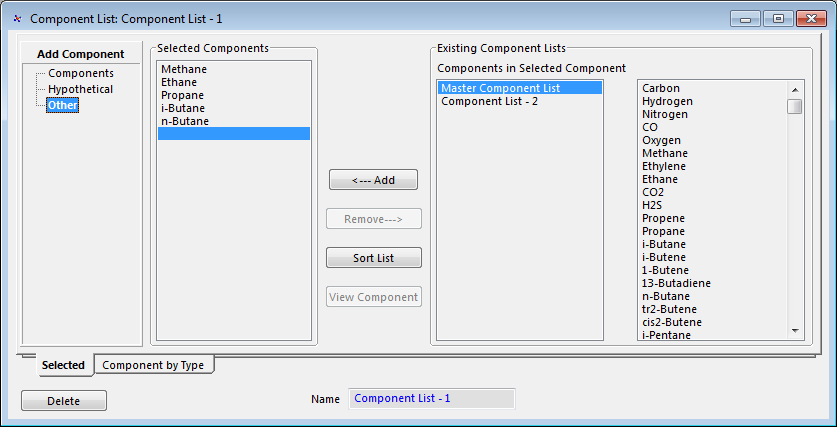 Component List: Component List - 1
Add Component
Components
Hypothetical
Other
Selected Components
Methane
Ethane
Propane
i-Butane
n-Butane
<--- Add
Remove--->
Sort List
View Component
Existing Component Lists
Components in Selected Component
Master Component List
Component List - 2
Carbon
Hydrogen
Nitrogen
CO
Oxygen
Methane
Ethylene
Ethane
CO2
H2S
Propene
Propane
i-Butane
i-Butene
1-Butene
13-Butadiene
n-Butane
tr2-Butene
cis2-Butene
i-Pentane
Selected
Component by Type
Delete
Name
Component List - 1